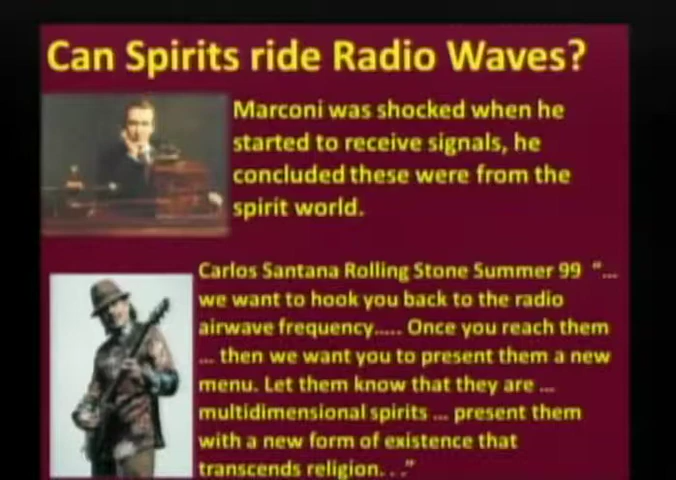 Can Spirits ride Radio Waves?
Marconi was shocked when he
started to receive signals, he
concluded these were from the
spirit world.
Carlos Santana Rolling Stone Summer 99 “...
we want to hook you back to the radio
airwave frequency..... Once you reach them
... then we want you to present them a new
menu. Let them know that they are ...
multidimensional spirits ... present them
with a new form of existence that
transcends religion. . .”